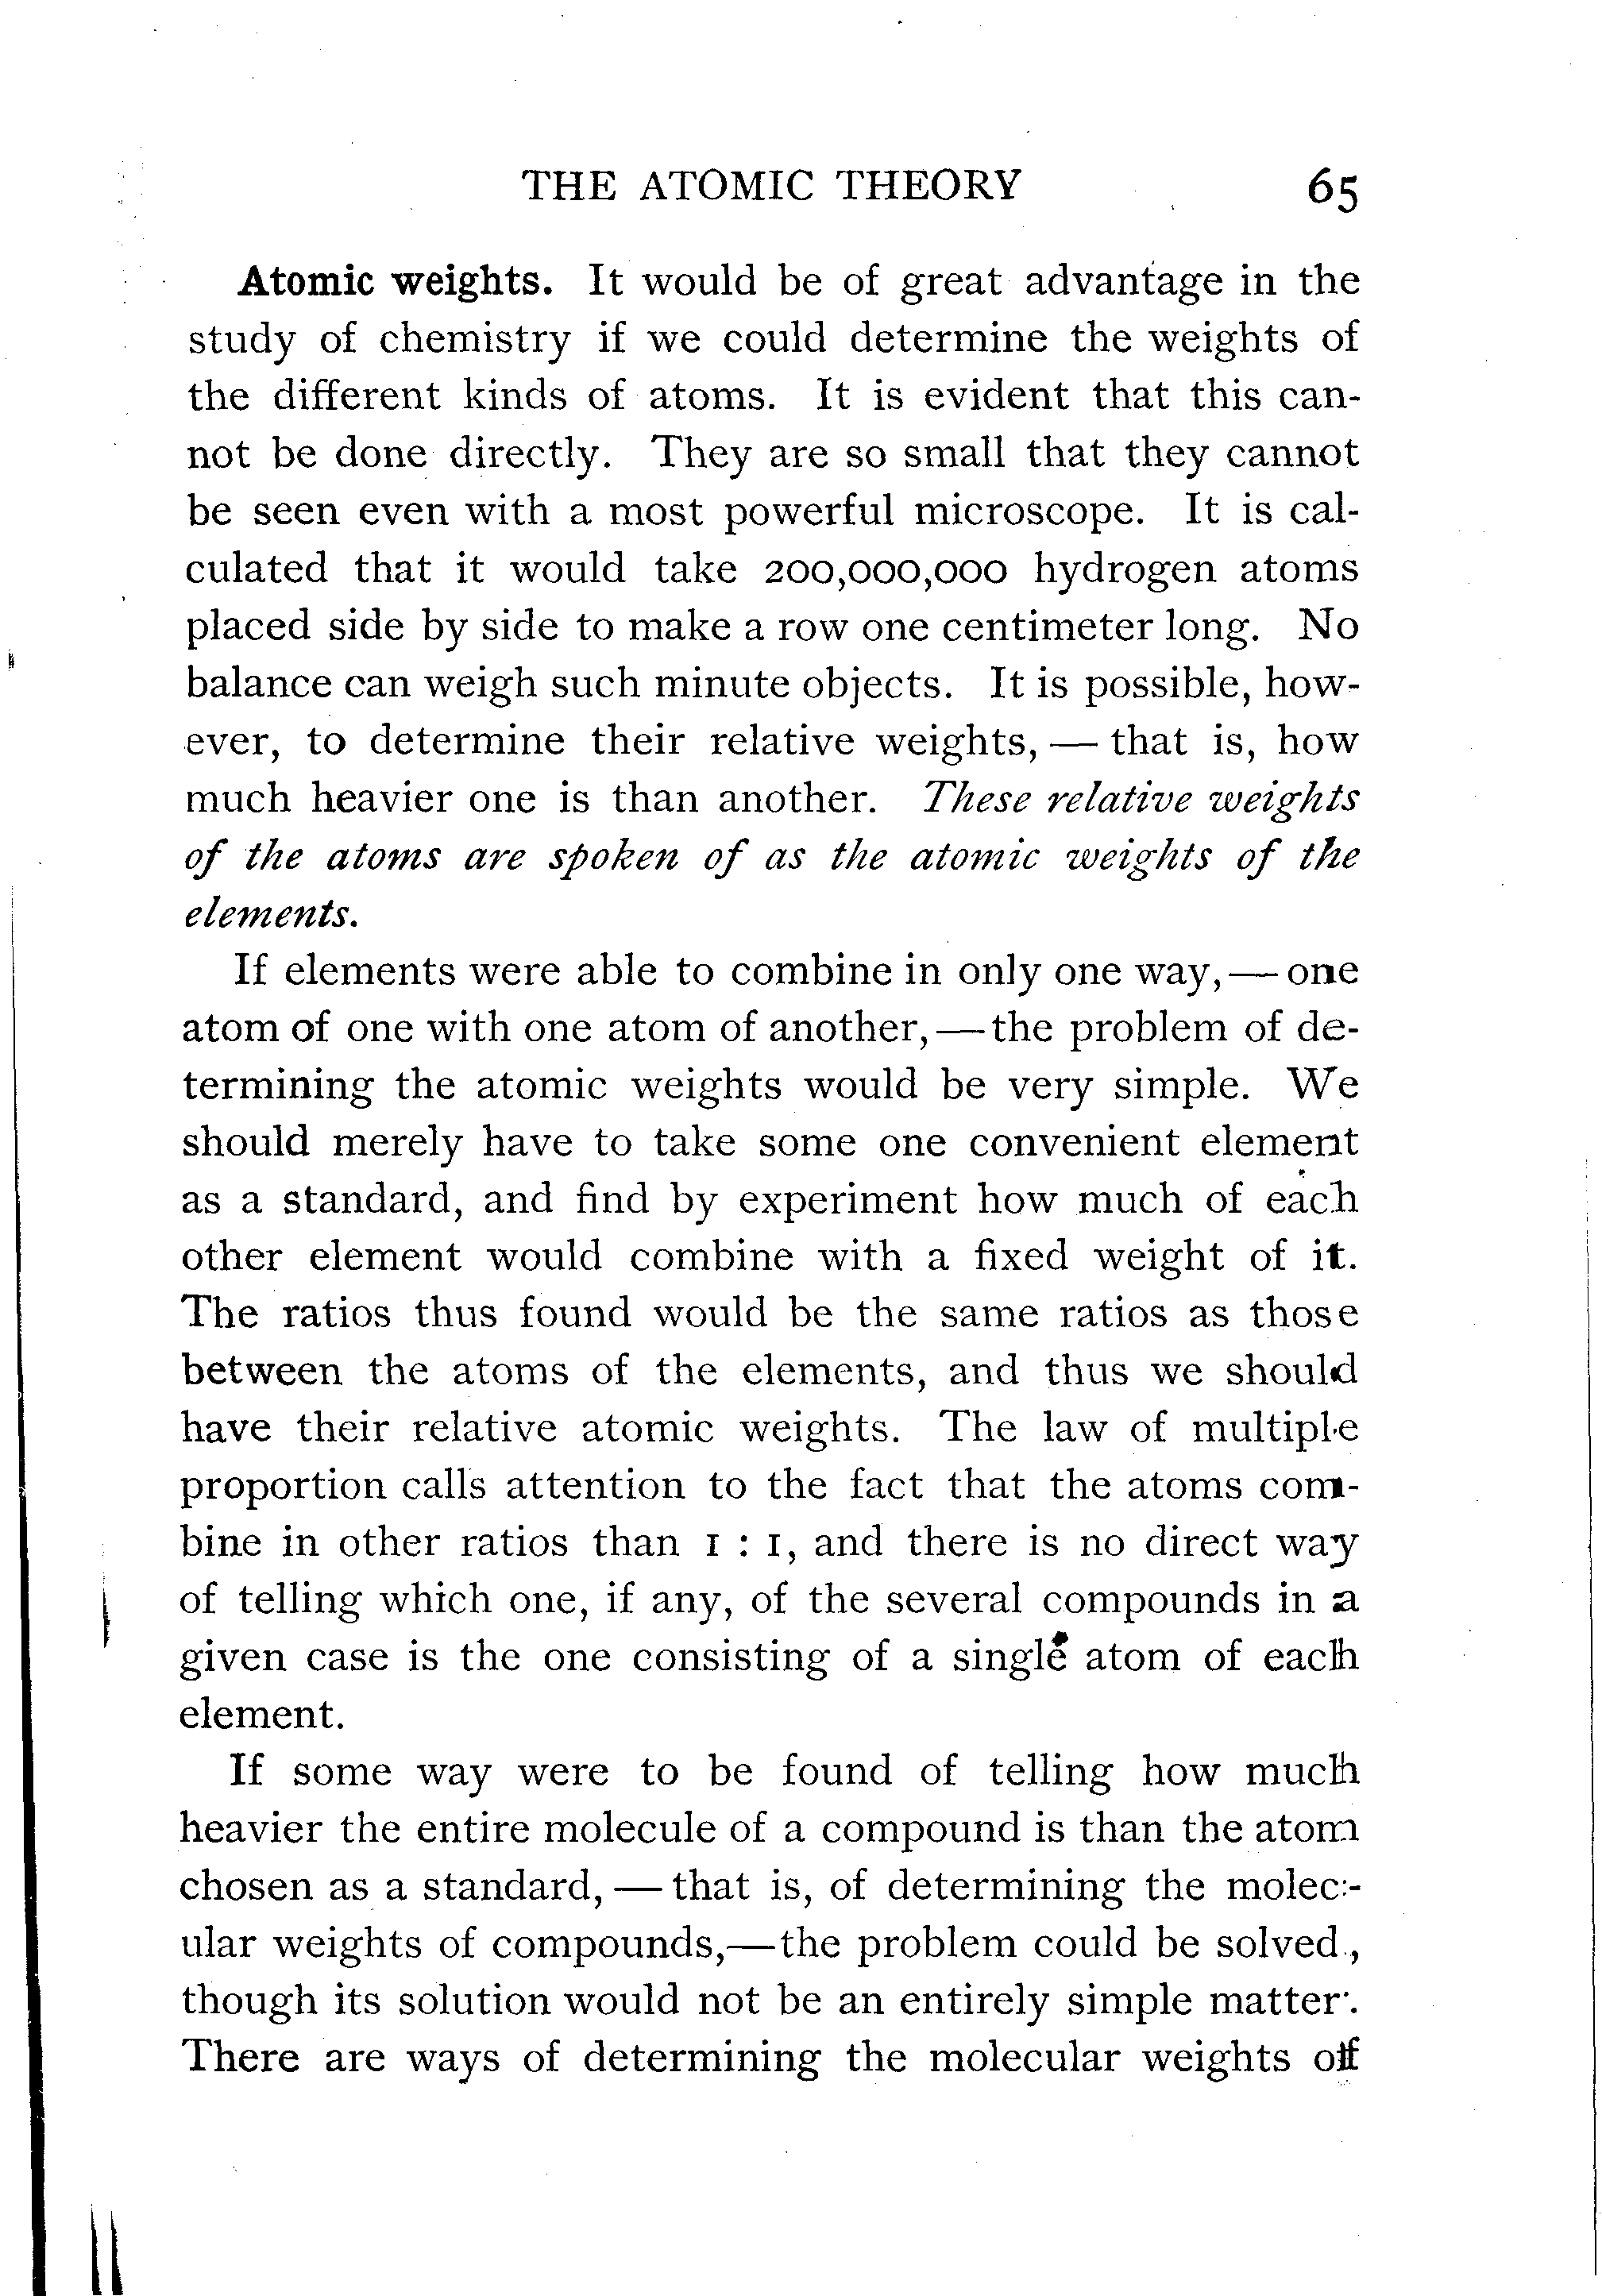 THE ATOMIC THEORY 65
Atomic weights. It would be of great advantage in the
study of chemistry if we could determine the weights of
the different kinds of atoms. It is evident that this can-
not be done directly. They are so small that they cannot
be seen even with a most powerful microscope. It is cal-
culated that it would take 200,000,000 hydrogen atoms
placed side by side to make a row one centimeter long. No
balance can weigh such minute objects. It is possible, how-
ever, to determine their relative weights, — that is, how
much heavier one is than another. These relative weights
of the atoms are spoken of as the atomic weights of the
elements.
If elements were able to combine in only one way, — one
atom of one with one atom of another, — the problem of de-
termining the atomic weights would be very simple. We
should merely have to take some one convenient element
as a standard, and find by experiment how much of each
other element would combine with a fixed weight of it.
The ratios thus found would be the same ratios as those
between the atoms of the elements, and thus we should
have their relative atomic weights. The law of multiple
proportion calls attention to the fact that the atoms com-
bine in other ratios than 1 : 1, and there is no direct way
of telling which one, if any, of the several compounds in a
given case is the one consisting of a single atom of each
element.
If some way were to be found of telling how much
heavier the entire molecule of a compound is than the atom
chosen as a standard, — that is, of determining the molec-
ular weights of compounds, — the problem could be solved,
though its solution would not be an entirely simple matter.
There are ways of determining the molecular weights of